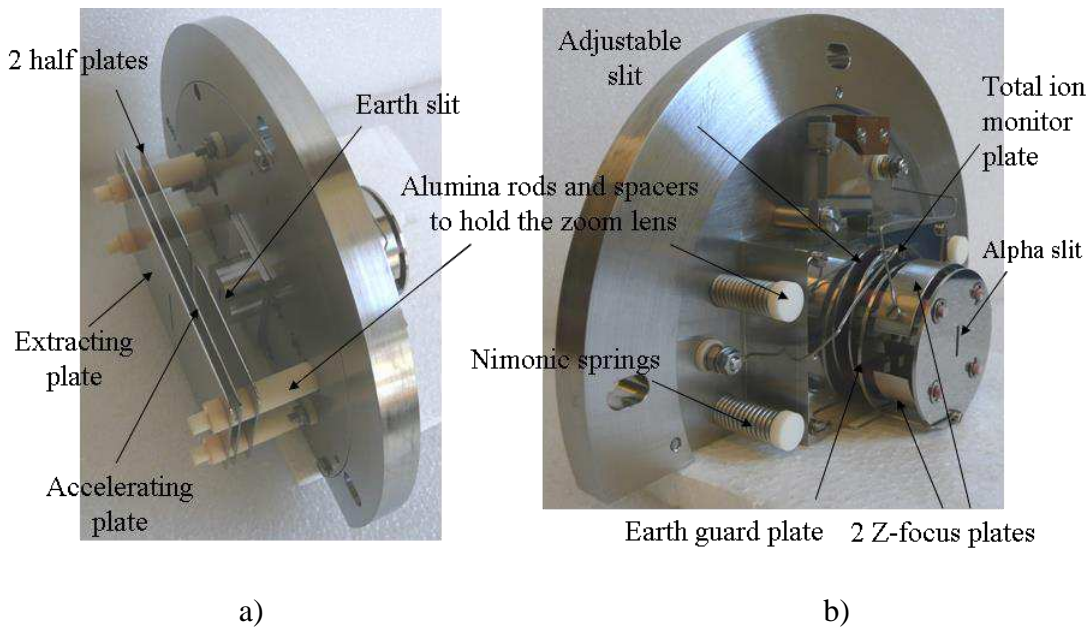 2 half plates
Earth slit
Alumina rods and spacers
to hold the zoom lens
Extracting
plate
Accelerating
plate
Adjustable
slit
Total ion
monitor
plate
Alpha slit
Nimonic springs
Earth guard plate
2 Z-focus plates
a)
b)